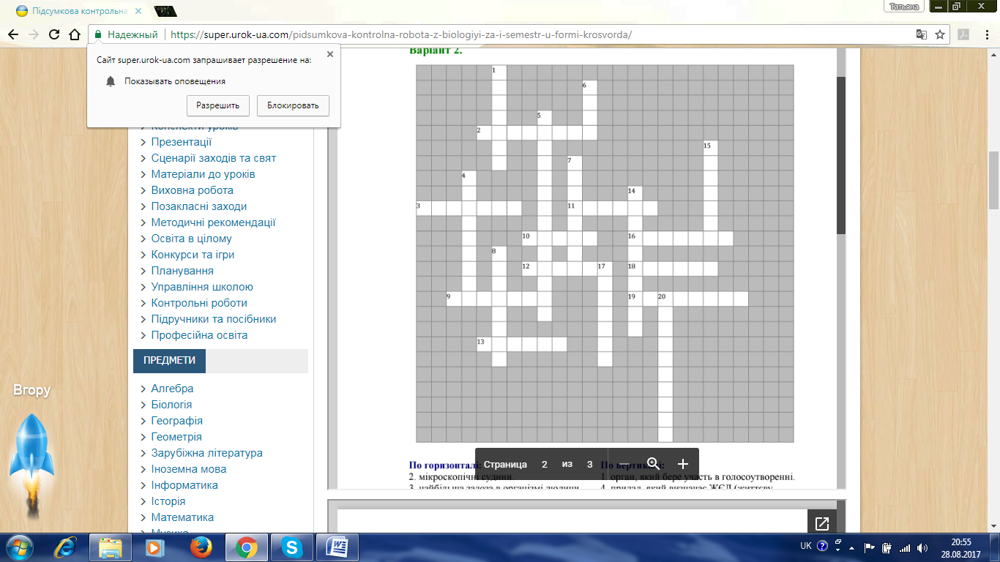 Підсумкова контрольна
Татьяна
Надежный
https://super.urok-ua.com/pidsumkova-kontrolna-robota-z-biologiyi-za-i-semestr-u-formi-krosvorda/
Сайт super.urok-ua.com запрашивает разрешение на:
Показывать оповещения
Разрешить
Блокировать
Конспекти уроків
Презентації
Сценарії заходів та свят
Матеріали до уроків
Виховна робота
Позакласні заходи
Методичні рекомендації
Освіта в цілому
Конкурси та ігри
Планування
Управління школою
Контрольні роботи
Підручники та посібники
Професійна освіта
ПРЕДМЕТИ
Алгебра
Біологія
Географія
Геометрія
Зарубіжна література
Іноземна мова
Інформатика
Історія
Математика
Музика
Вгору
Варіант 2.
1
6
5
2
15
7
4
14
3 11
10 16
8
12 17 18
9 19 20
13
По горизонталі:
2. мікроскопічні судини.
3. найбільша залоза в організмі людини
По вертикалі:
1. орган, який бере участь в голосоутворенні.
4. прилад, який визначає ЖЄЛ (життєву
Страница 2 из 3
UK
20:55
28.08.2017